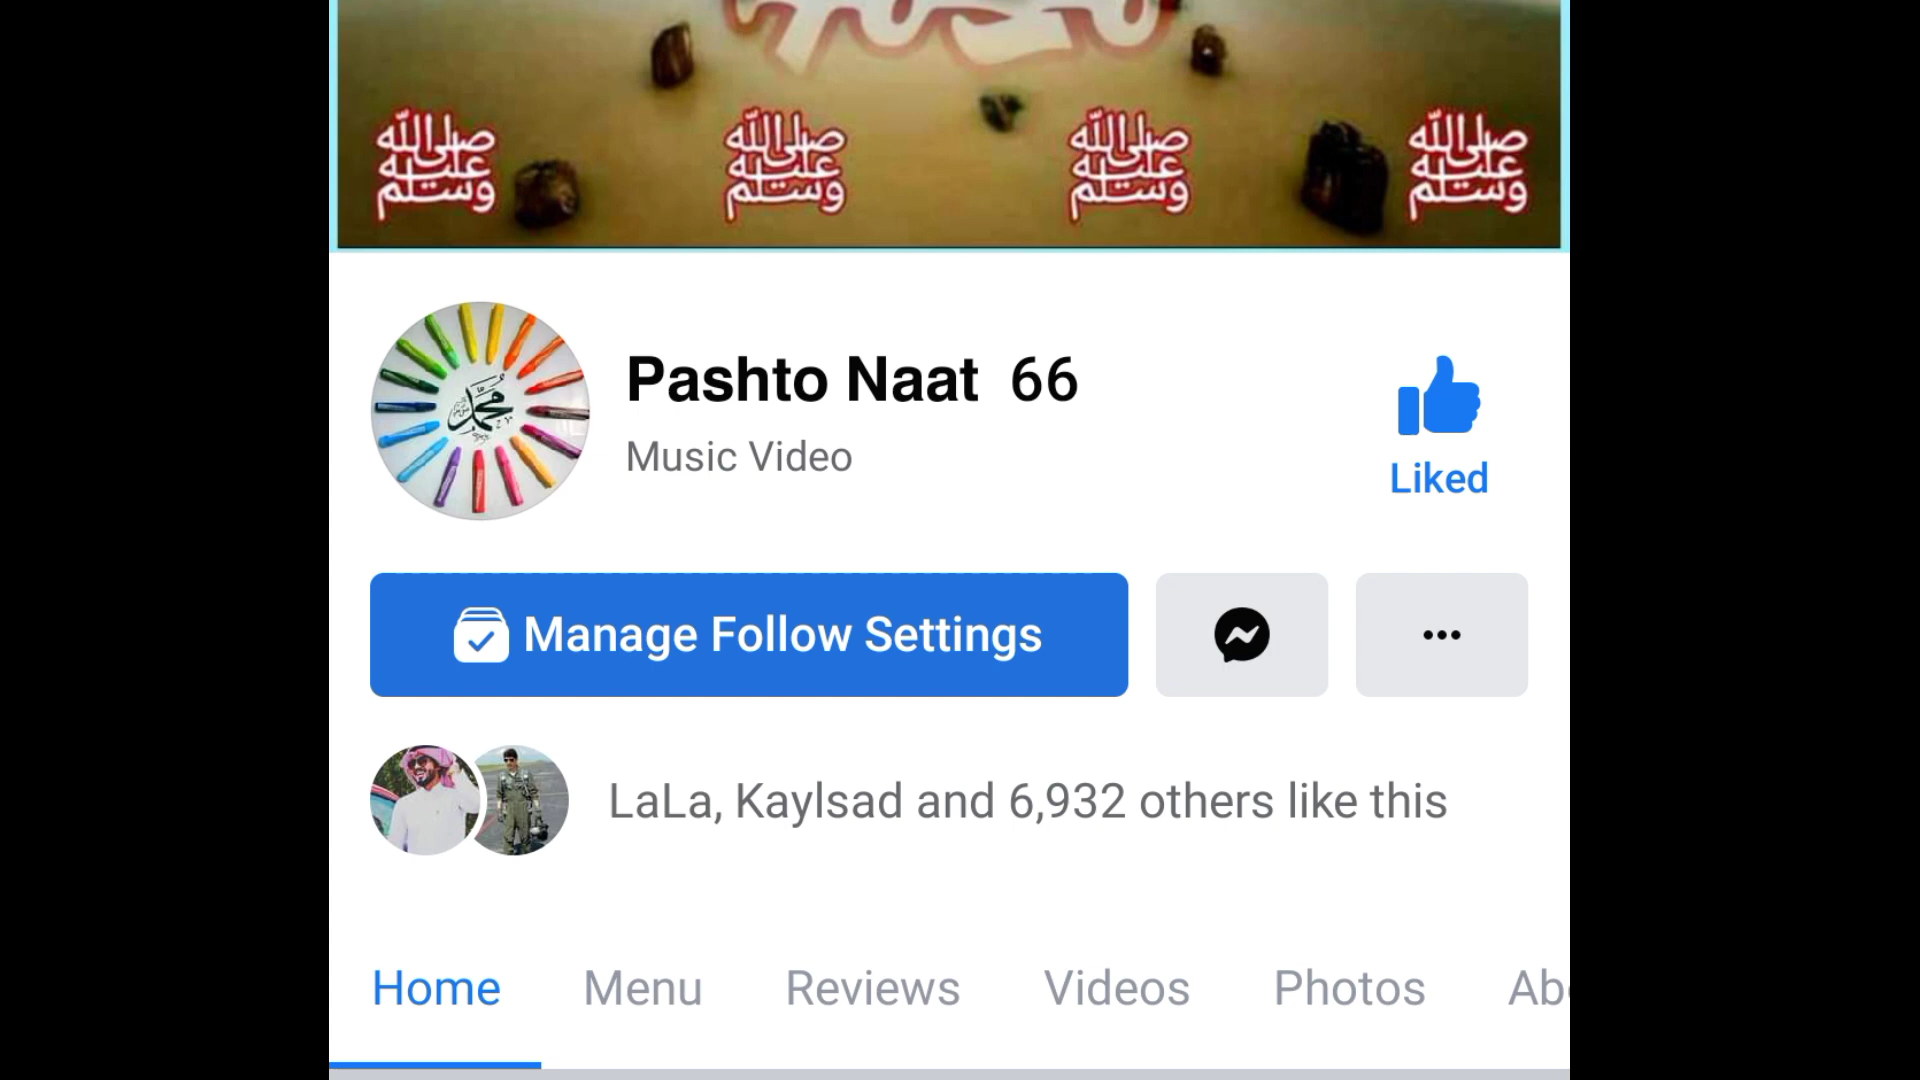 صلى الله عليه وسلم صلى الله عليه وسلم صلى الله عليه وسلم صلى الله عليه وسلم
محمد
Pashto Naat 66
Music Video
Liked
Manage Follow Settings
LaLa, Kaylsad and 6,932 others like this
Home Menu Reviews Videos Photos Ab